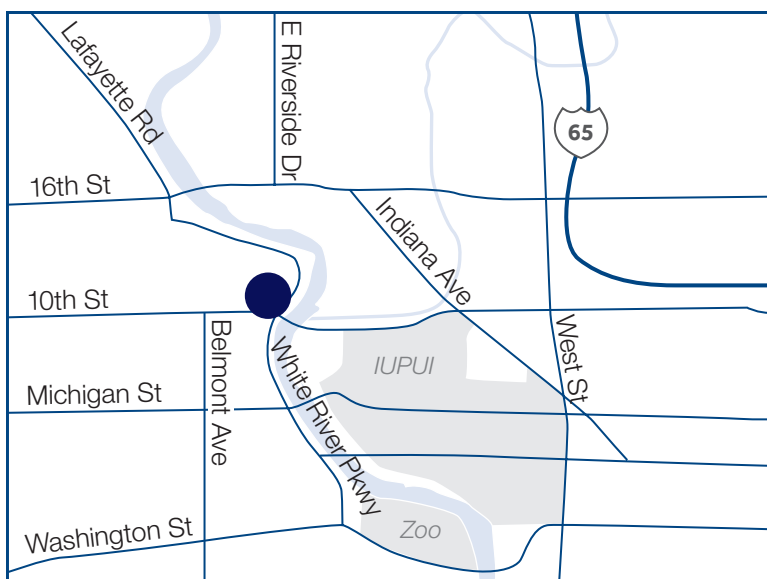 Lafayette Rd
E Riverside Dr
65
16th St
Indiana Ave
10th St
Belmont Ave
White River Pkwy
West St
IUPUI
Michigan St
Washington St
Zoo